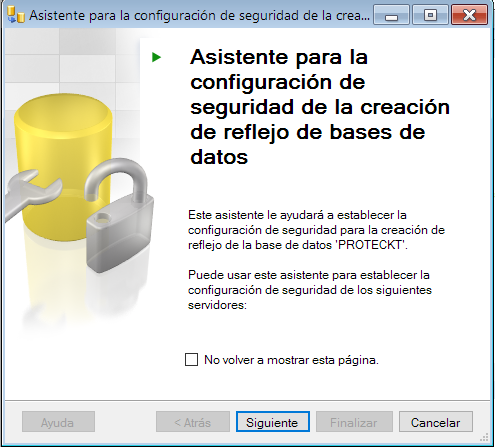 Asistente para la configuración de seguridad de la crea...
Asistente para la
configuración de
seguridad de la creación
de reflejo de bases de
datos
Este asistente le ayudará a establecer la
configuración de seguridad para la creación de
reflejo de la base de datos 'PROTECKT'.
Puede usar este asistente para establecer la
configuración de seguridad de los siguientes
servidores:
No volver a mostrar esta página.
Ayuda
< Atrás
Siguiente
Finalizar
Cancelar